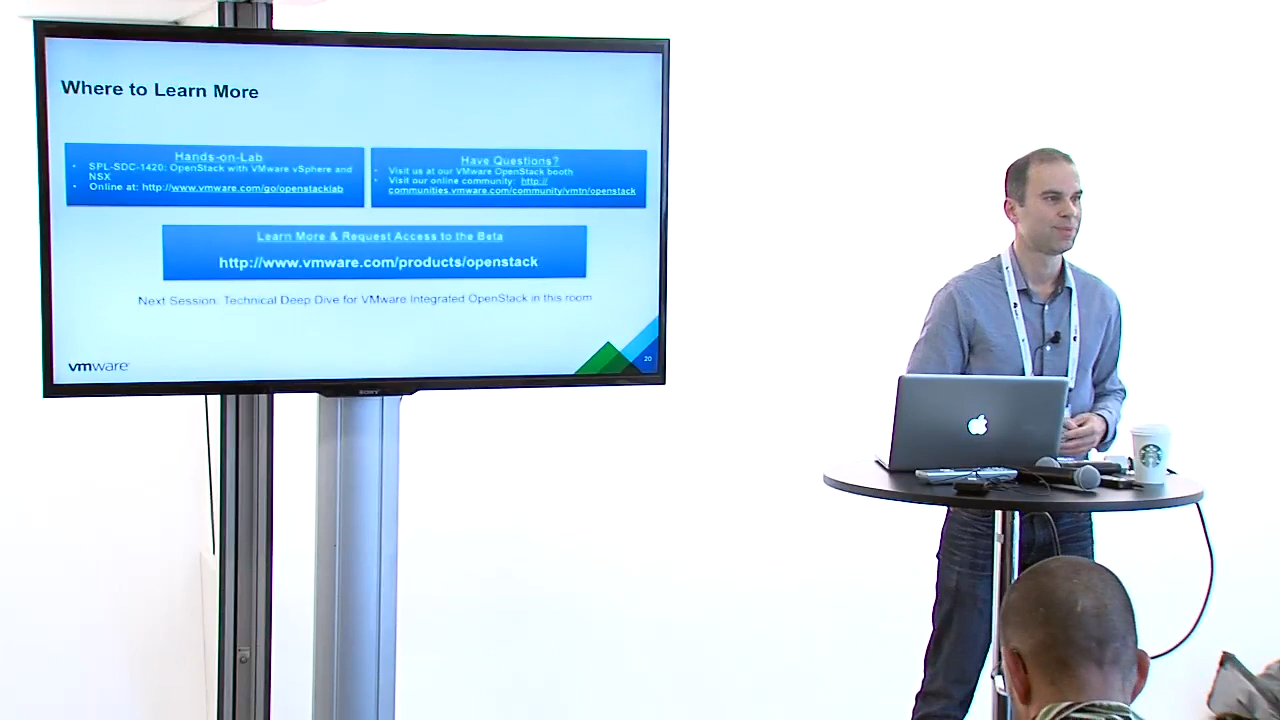 Where to Learn More
Hands-on-Lab
• SPL-SDC-1420: OpenStack with VMware vSphere and
NSX
• Online at: http://www.vmware.com/go/openstacklab
Have Questions?
• Visit us at our VMware OpenStack booth
• Visit our online community: http://
communities.vmware.com/community/vmtn/openstack
Learn More & Request Access to the Beta
http://www.vmware.com/products/openstack
Next Session: Technical Deep Dive for VMware Integrated OpenStack in this room
vmware
20
SONY